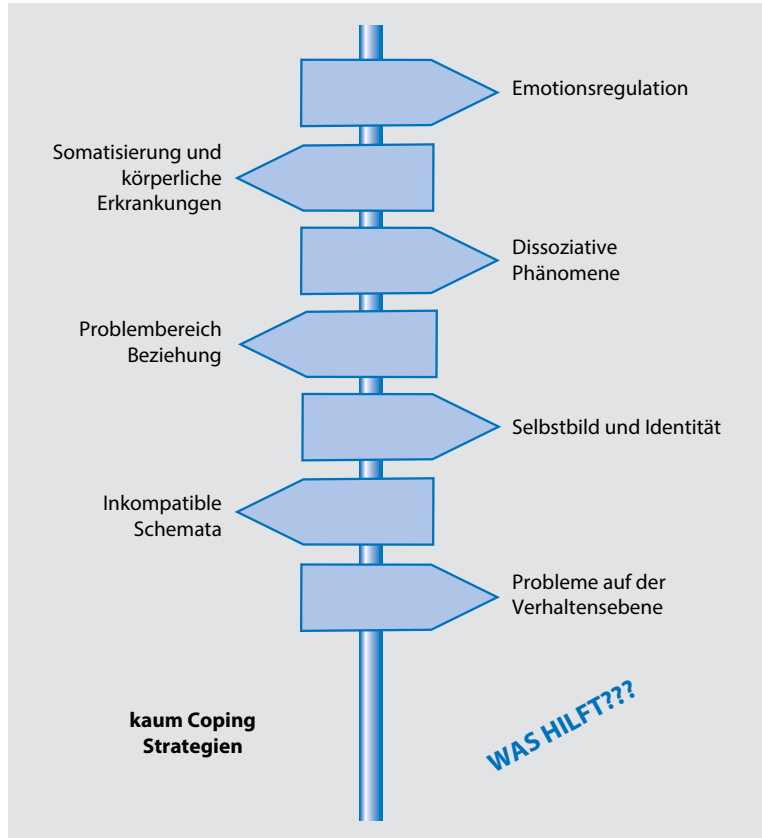 Emotionsregulation
Somatisierung und
körperliche
Erkrankungen
Dissoziative
Phänomene
Problembereich
Beziehung
Selbstbild und Identität
Inkompatible
Schemata
Probleme auf der
Verhaltensebene
kaum Coping
Strategien
WAS HILFT???